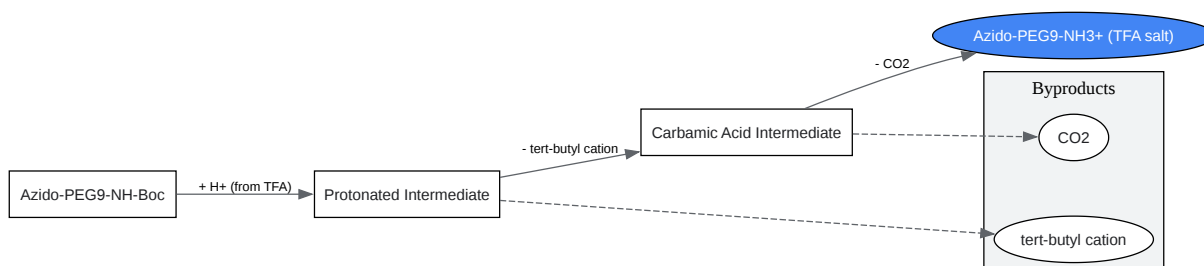 Azido-PEG9-NH-Boc
+ H+ (from TFA)
Protonated Intermediate
- tert-butyl cation
Carbamic Acid Intermediate
- CO2
Azido-PEG9-NH3+ (TFA salt)
Byproducts
CO2
tert-butyl cation